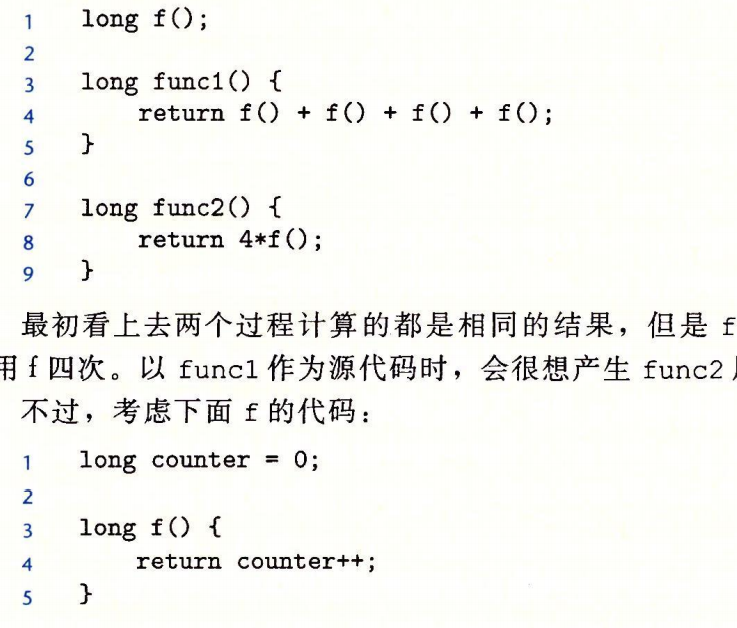 1 long f();
2
3 long func1() {
4 return f() + f() + f() + f();
5 }
6
7 long func2() {
8 return 4*f();
9 }
最初看上去两个过程计算的都是相同的结果，但是 f
用 f 四次。以 func1 作为源代码时，会很想产生 func2
不过，考虑下面 f 的代码：
1 long counter = 0;
2
3 long f() {
4 return counter++;
5 }